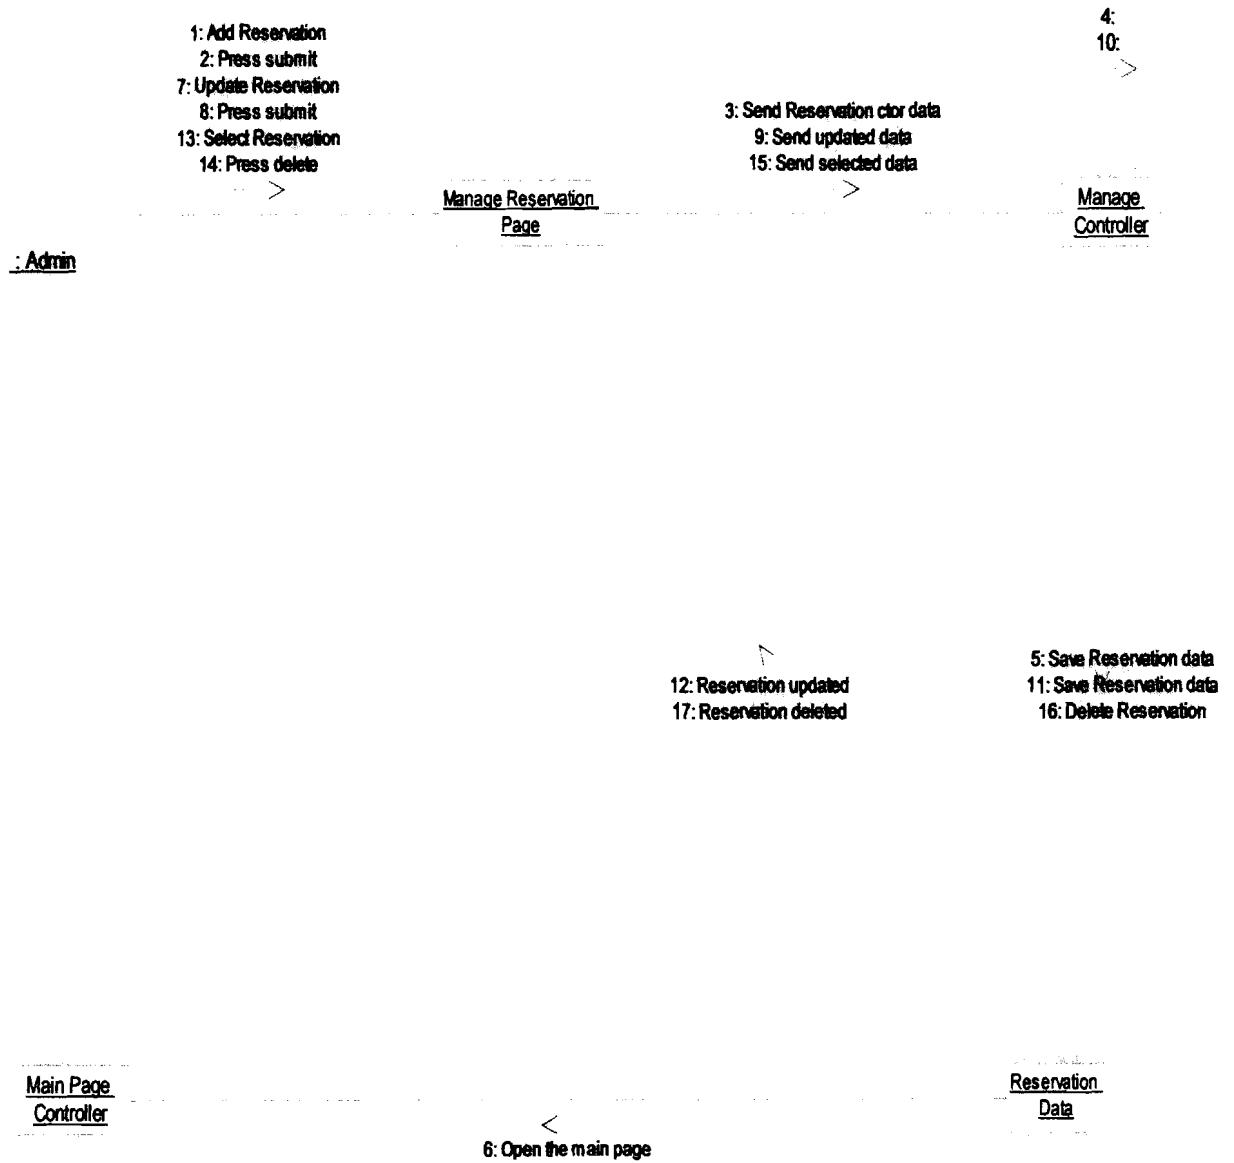 4:
10:
1: Add Reservation
2: Press submit
7: Update Reservation
8: Press submit
13: Select Reservation
14: Press delete
3: Send Reservation ctor data
9: Send updated data
15: Send selected data
Manage Reservation
Page
Manage
Controller
: Admin
12: Reservation updated
17: Reservation deleted
5: Save Reservation data
11: Save Reservation data
16: Delete Reservation
Main Page
Controller
Reservation
Data
6: Open the main page